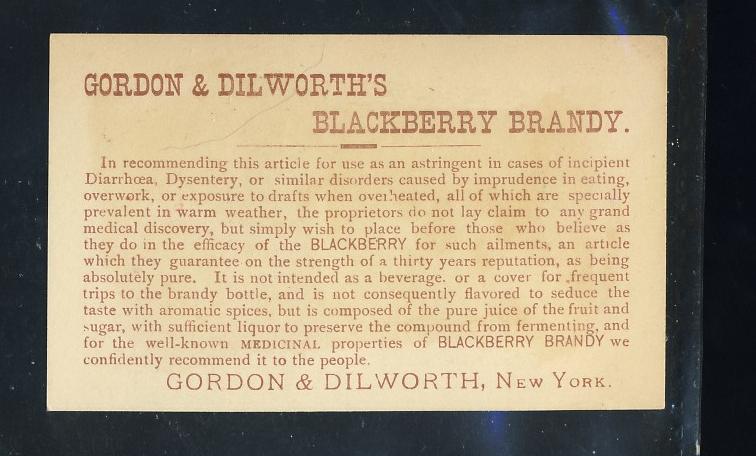 GORDON & DILWORTH'S
BLACKBERRY BRANDY.
In recommending this article for use as an astringent in cases of incipient
Diarrhœa, Dysentery, or similar disorders caused by imprudence in eating,
overwork, or exposure to drafts when overheated, all of which are specially
prevalent in warm weather, the proprietors do not lay claim to any grand
medical discovery, but simply wish to place before those who believe as
they do in the efficacy of the BLACKBERRY for such ailments, an article
which they guarantee on the strength of a thirty years reputation, as being
absolutely pure. It is not intended as a beverage. or a cover for frequent
trips to the brandy bottle, and is not consequently flavored to seduce the
taste with aromatic spices, but is composed of the pure juice of the fruit and
sugar, with sufficient liquor to preserve the compound from fermenting, and
for the well-known MEDICINAL properties of BLACKBERRY BRANDY we
confidently recommend it to the people.
GORDON & DILWORTH, NEW YORK.